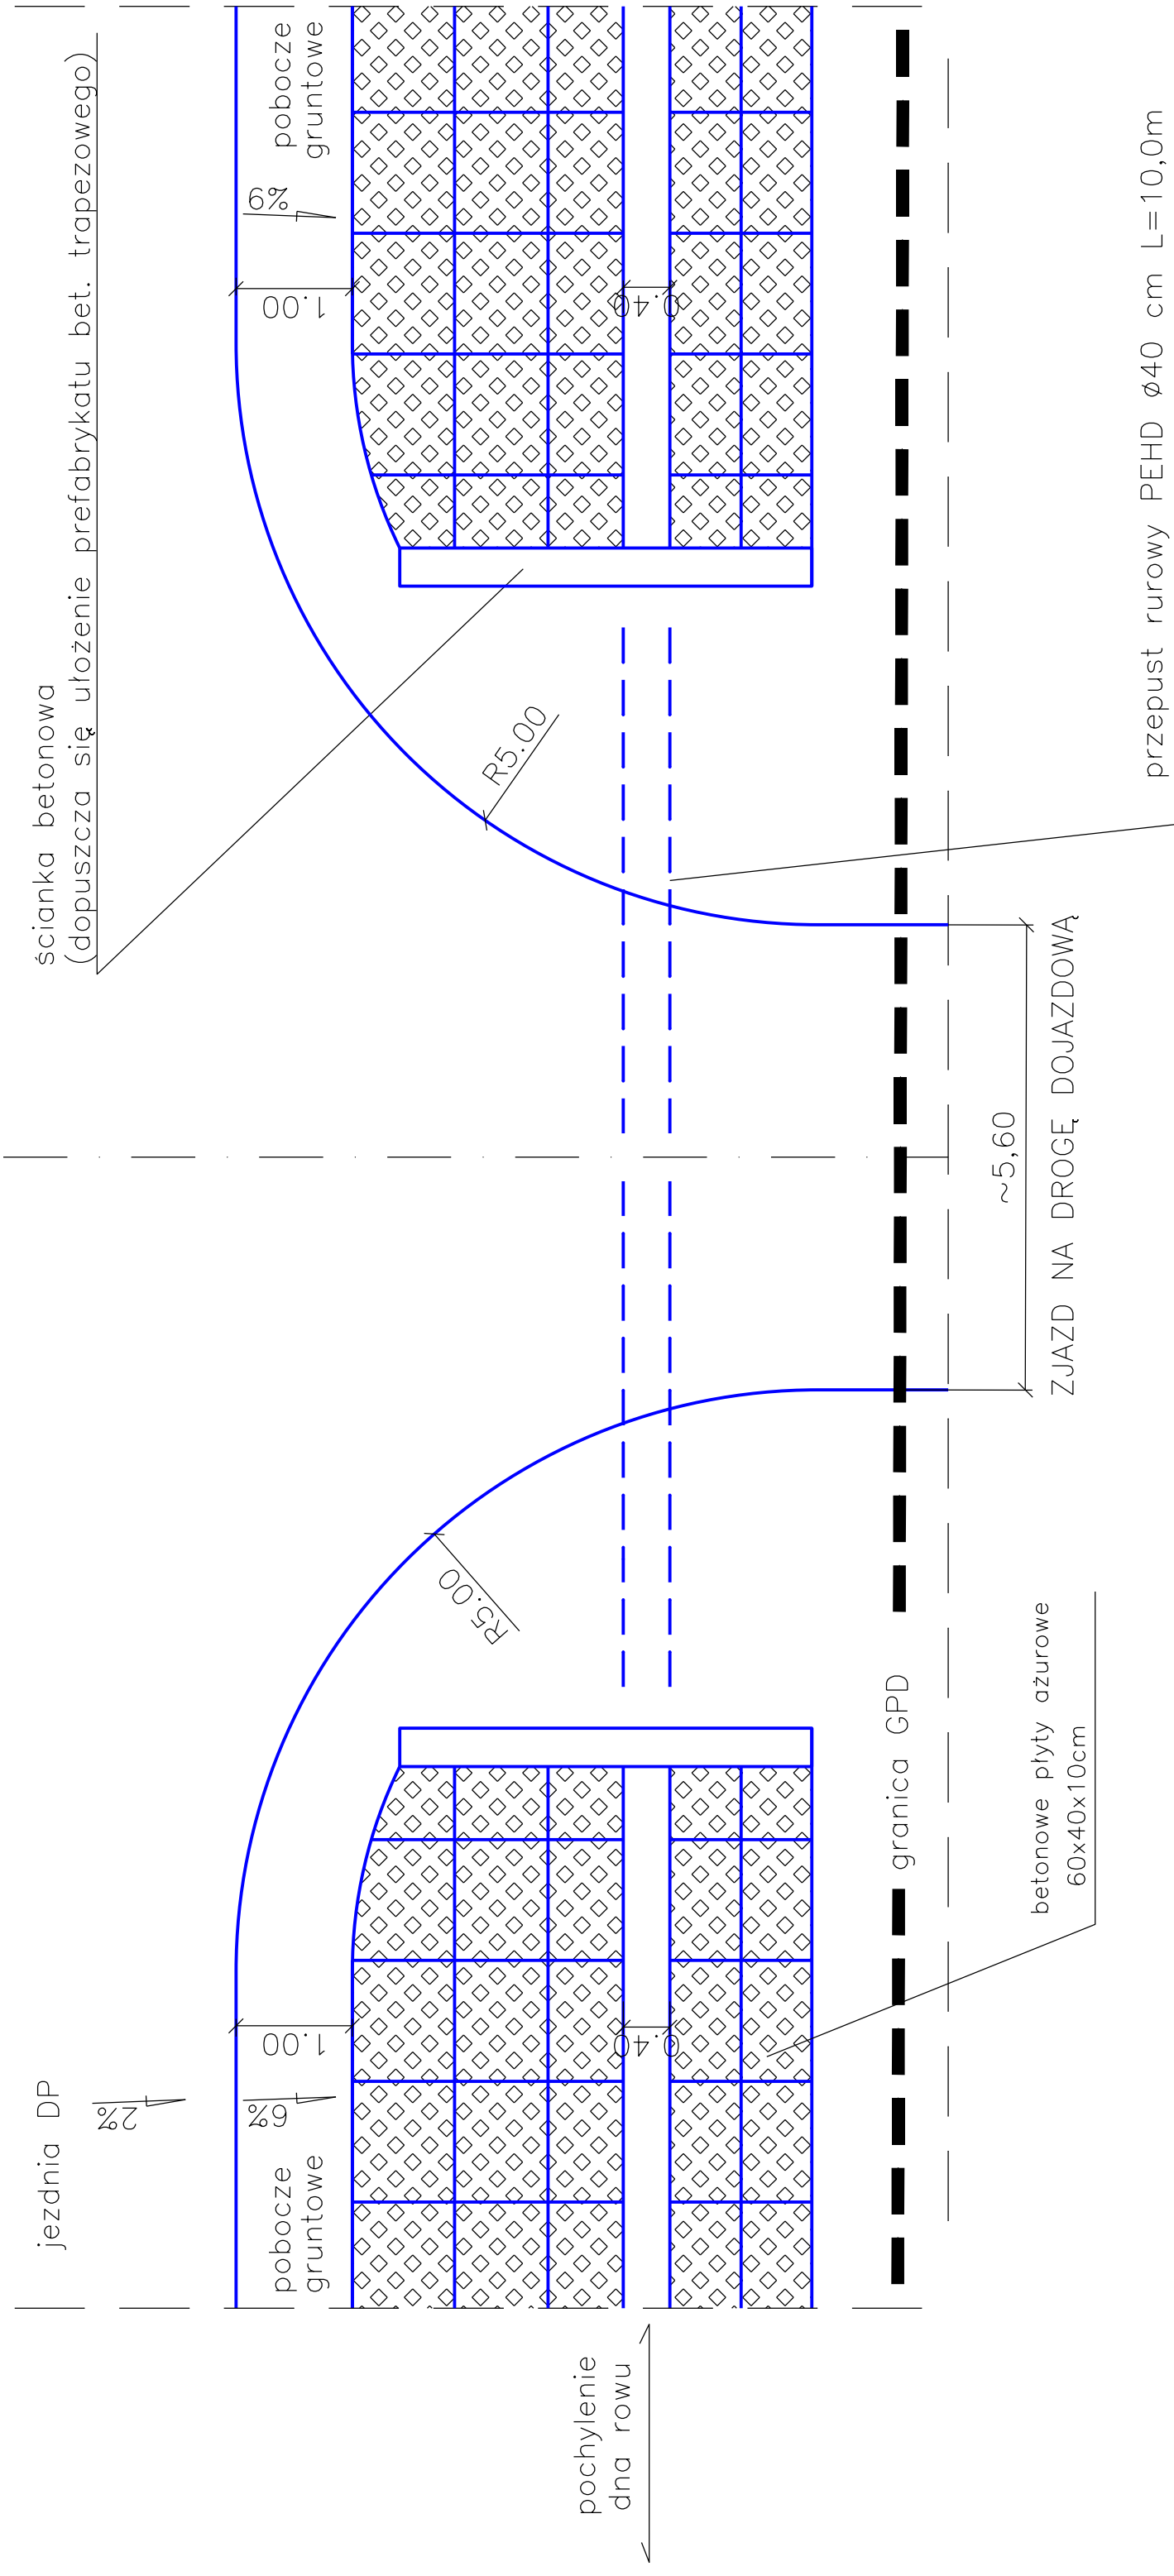 ścianka betonowa
(dopuszcza się ułożenie prefabrykatu bet. trapezowego)
jezdnia DP
2%
6%
6%
pobocze
gruntowe
pobocze
gruntowe
1.00
1.00
R5.00
R5.00
0.40
0.40
pochylenie
dna rowu
granica GPD
~5,60
ZJAZD NA DROGĘ DOJAZDOWĄ
betonowe płyty ażurowe
60x40x10cm
przepust rurowy PEHD ø40 cm L=10,0m